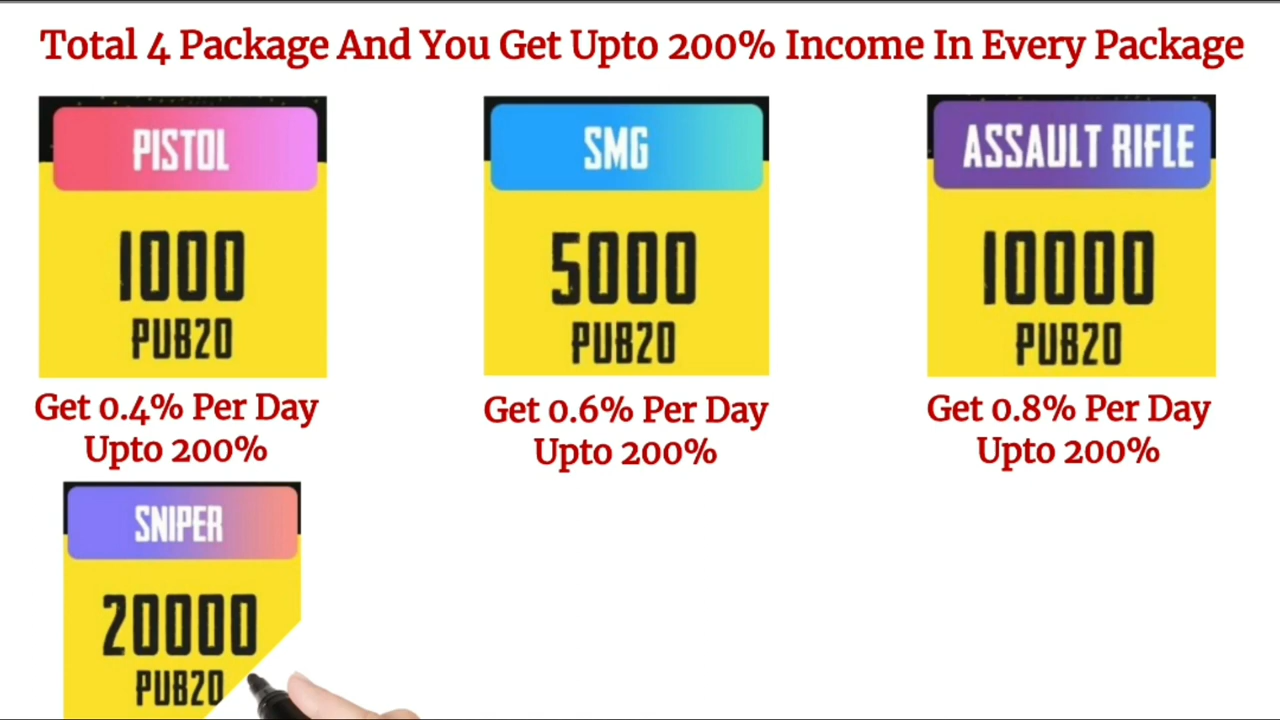 Total 4 Package And You Get Upto 200% Income In Every Package
PISTOL
1000
PUB20
Get 0.4% Per Day
Upto 200%
SMG
5000
PUB20
Get 0.6% Per Day
Upto 200%
ASSAULT RIFLE
10000
PUB20
Get 0.8% Per Day
Upto 200%
SNIPER
20000
PUB20